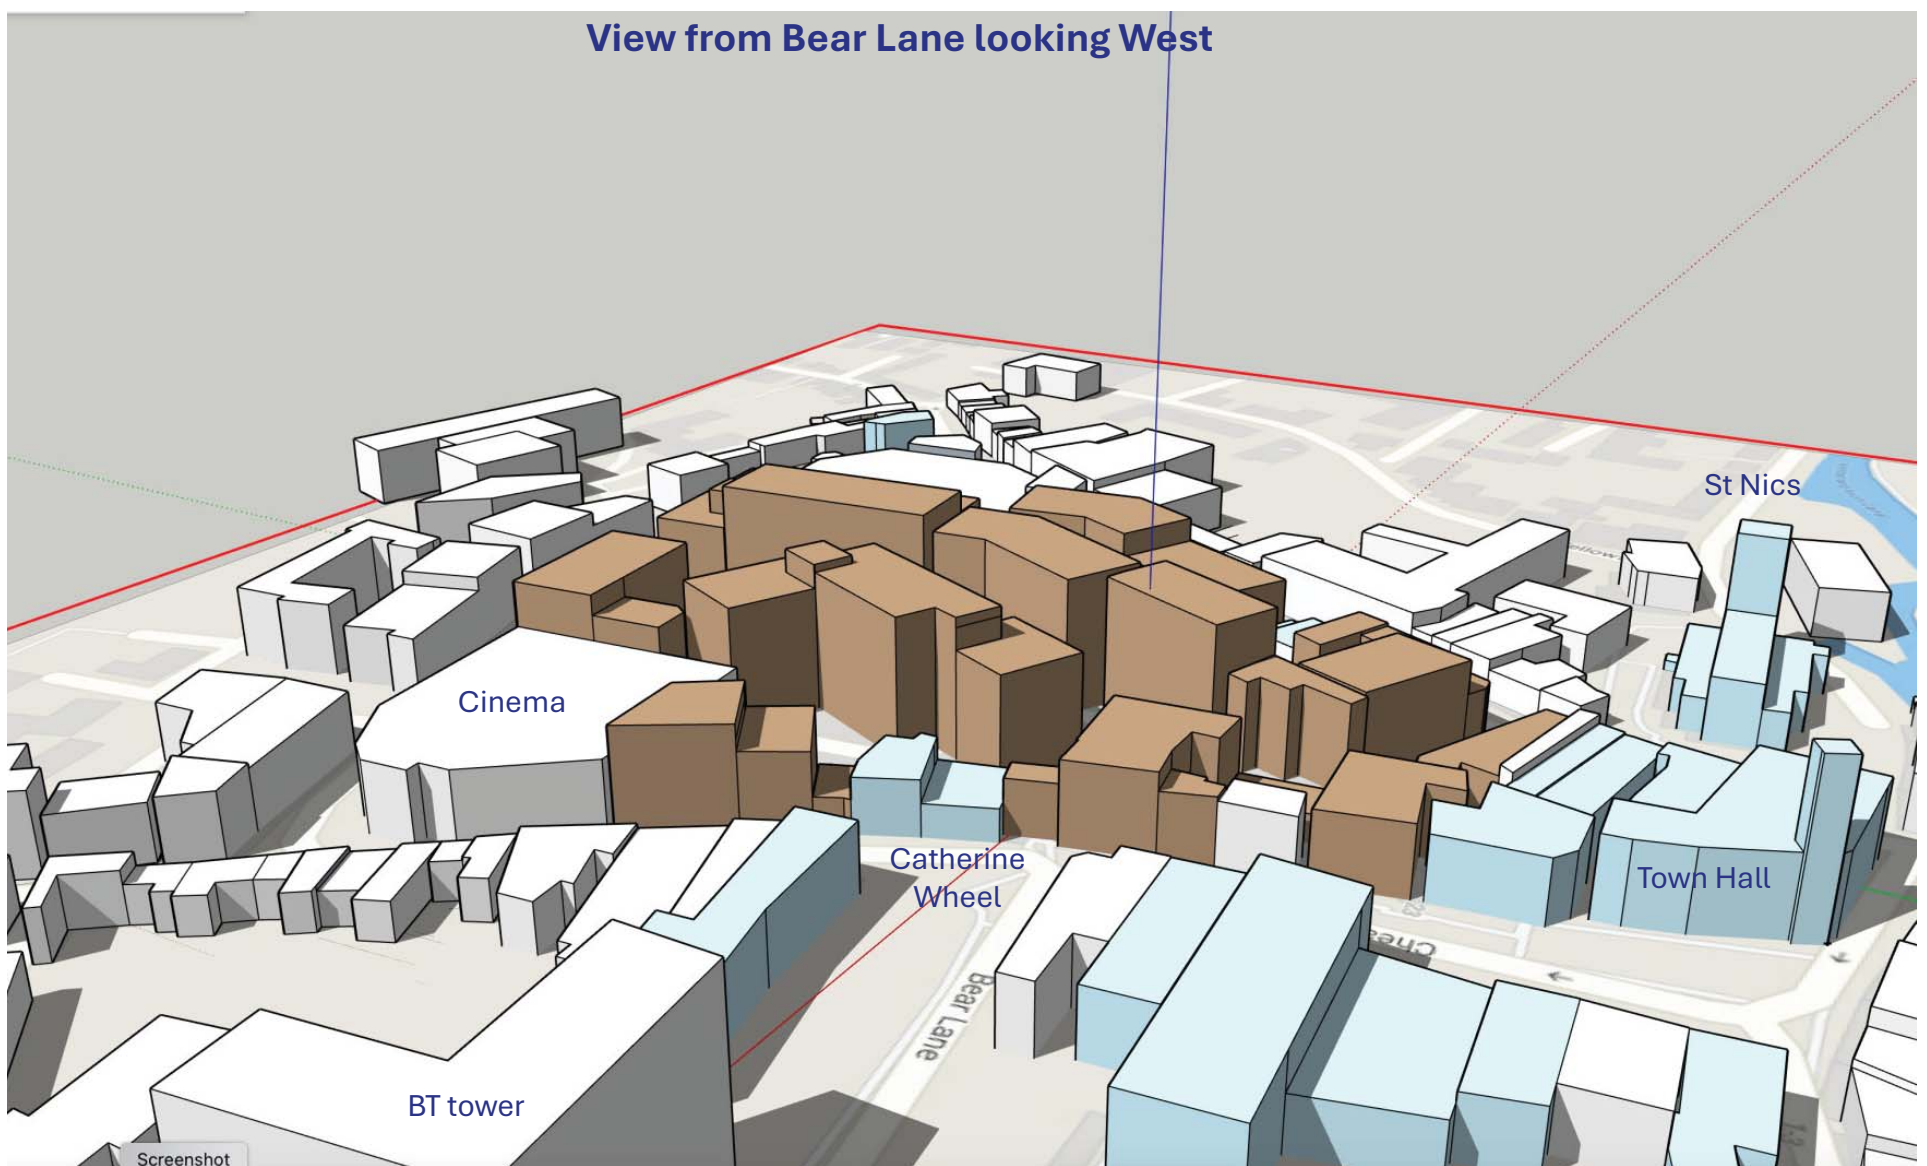 View from Bear Lane looking West
St Nics
Cinema
Catherine
Wheel
Town Hall
Bear Lane
BT tower
Screenshot